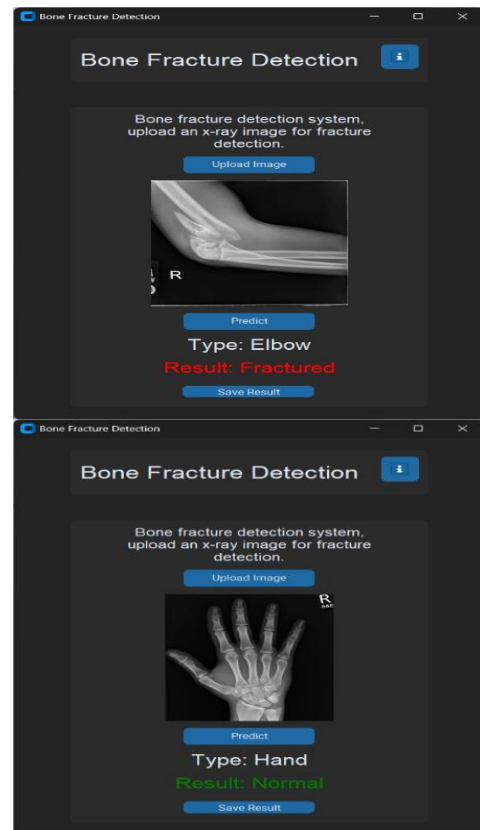 Bone Fracture Detection
Bone Fracture Detection
i
Bone fracture detection system,
upload an x-ray image for fracture
detection.
Upload Image
R
Predict
Type: Elbow
Result: Fractured
Save Result
Bone Fracture Detection
Bone Fracture Detection
i
Bone fracture detection system,
upload an x-ray image for fracture
detection.
Upload Image
R
Predict
Type: Hand
Result: Normal
Save Result